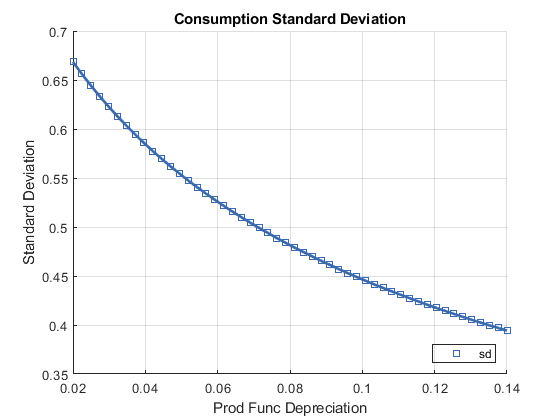 Consumption Standard Deviation
0.7
0.65
0.6
0.55
0.5
0.45
0.4
0.35
Standard Deviation
sd
0.02 0.04 0.06 0.08 0.1 0.12 0.14
Prod Func Depreciation